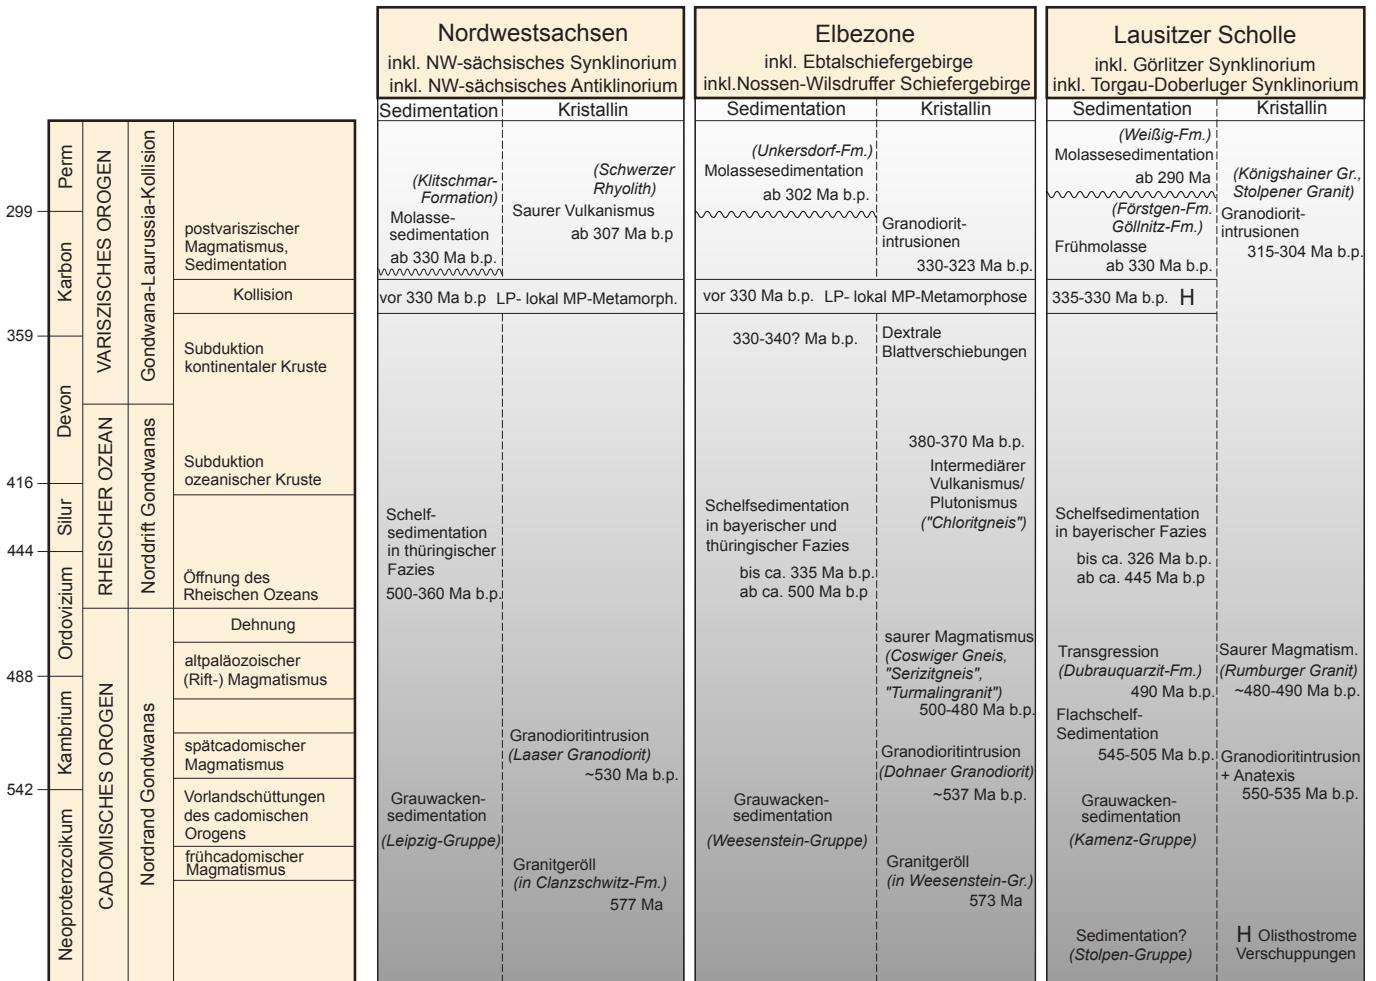 Nordwestsachsen
inkl. NW-sächsisches Synklinorium
inkl. NW-sächsisches Antiklinorium
Elbezone
inkl. Ebtalschiefergebirge
inkl.Nossen-Wilsdruffer Schiefergebirge
Lausitzer Scholle
inkl. Görlitzer Synklinorium
inkl. Torgau-Doberluger Synklinorium
Sedimentation
Kristallin
Sedimentation
Kristallin
Sedimentation
Kristallin
299
359
416
444
488
542
Perm
Karbon
Devon
Silur
Ordovizium
Kambrium
Neoproterozoikum
VARISZISCHES OROGEN
RHEISCHER OZEAN
CADOMISCHES OROGEN
Gondwana-Laurussia-Kollision
Norddrift Gondwanas
Nordrand Gondwanas
postvariszischer
Magmatismus,
Sedimentation
Kollision
Subduktion
kontinentaler Kruste
Subduktion
ozeanischer Kruste
Öffnung des
Rheischen Ozeans
Dehnung
altpaläozoischer
(Rift-) Magmatismus
spätcadomischer
Magmatismus
Vorlandschüttungen
des cadomischen
Orogens
frühcadomischer
Magmatismus
(Klitschmar-
Formation)
Molasse-
sedimentation
ab 330 Ma b.p.
(Schwerzer
Rhyolith)
Saurer Vulkanismus
ab 307 Ma b.p
vor 330 Ma b.p LP- lokal MP-Metamorph.
Schelf-
sedimentation
in thüringischer
Fazies
500-360 Ma b.p.
Granodioritintrusion
(Laaser Granodiorit)
~530 Ma b.p.
Grauwacken-
sedimentation
(Leipzig-Gruppe)
Granitgeröll
(in Clanzschwitz-Fm.)
577 Ma
(Unkersdorf-Fm.)
Molassesedimentation
ab 302 Ma b.p.
Granodiorit-
intrusionen
330-323 Ma b.p.
vor 330 Ma b.p. LP- lokal MP-Metamorphose
330-340? Ma b.p.
Dextrale
Blattverschiebungen
380-370 Ma b.p.
Intermediärer
Vulkanismus/
Plutonismus
("Chloritgneis")
Schelfsedimentation
in bayerischer und
thüringischer Fazies
bis ca. 335 Ma b.p.
ab ca. 500 Ma b.p
saurer Magmatismus
(Coswiger Gneis,
"Serizitgneis",
"Turmalingranit")
500-480 Ma b.p.
Granodioritintrusion
(Dohnaer Granodiorit)
~537 Ma b.p.
Grauwacken-
sedimentation
(Weesenstein-Gruppe)
Granitgeröll
(in Weesenstein-Gr.)
573 Ma
(Weißig-Fm.)
Molassesedimentation
ab 290 Ma
(Förstgen-Fm.
Göllnitz-Fm.)
Frühmolasse
ab 330 Ma b.p.
(Königshainer Gr.,
Stolpener Granit)
Granodiorit-
intrusionen
315-304 Ma b.p.
335-330 Ma b.p. H
Schelfsedimentation
in bayerischer Fazies
bis ca. 326 Ma b.p.
ab ca. 445 Ma b.p
Transgression
(Dubrauquarzit-Fm.)
490 Ma b.p.
Saurer Magmatism.
(Rumburger Granit)
~480-490 Ma b.p.
Flachschelf-
Sedimentation
545-505 Ma b.p.
Granodioritintrusion
+ Anatexis
550-535 Ma b.p.
Grauwacken-
sedimentation
(Kamenz-Gruppe)
Sedimentation?
(Stolpen-Gruppe)
H Olisthostrome
Verschuppungen